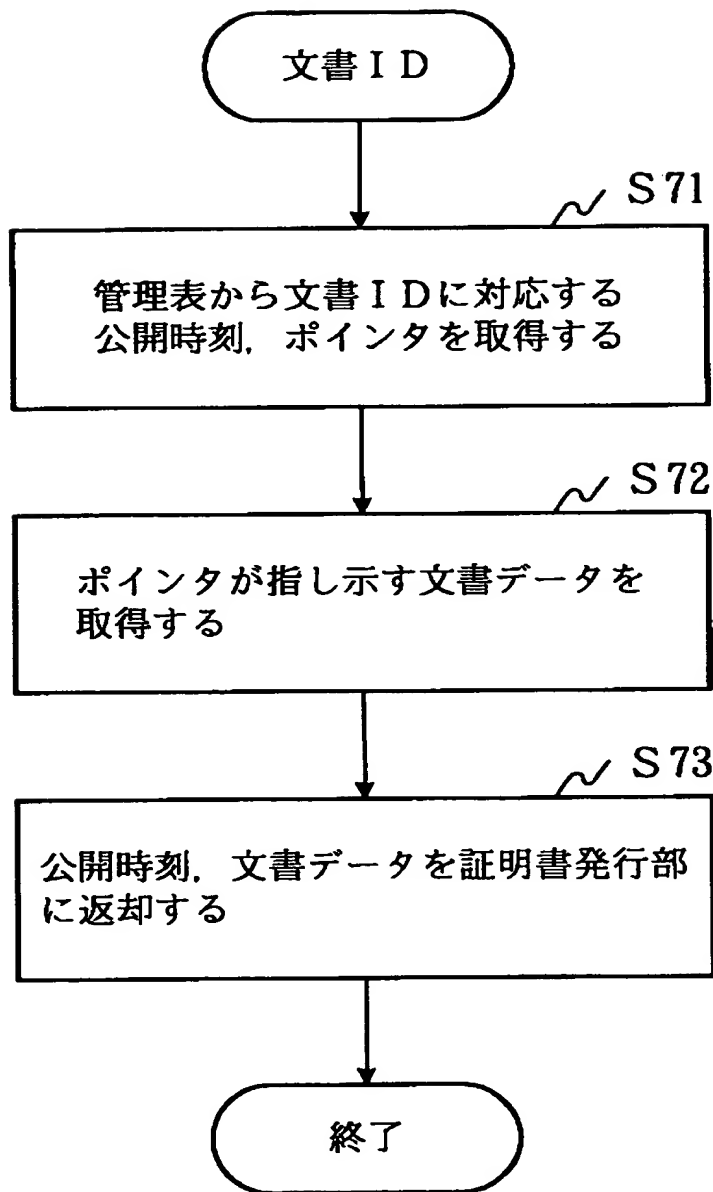 文書ＩＤ
S71
管理表から文書ＩＤに対応する
公開時刻，ポインタを取得する
S72
ポインタが指し示す文書データを
取得する
S73
公開時刻，文書データを証明書発行部
に返却する
終了